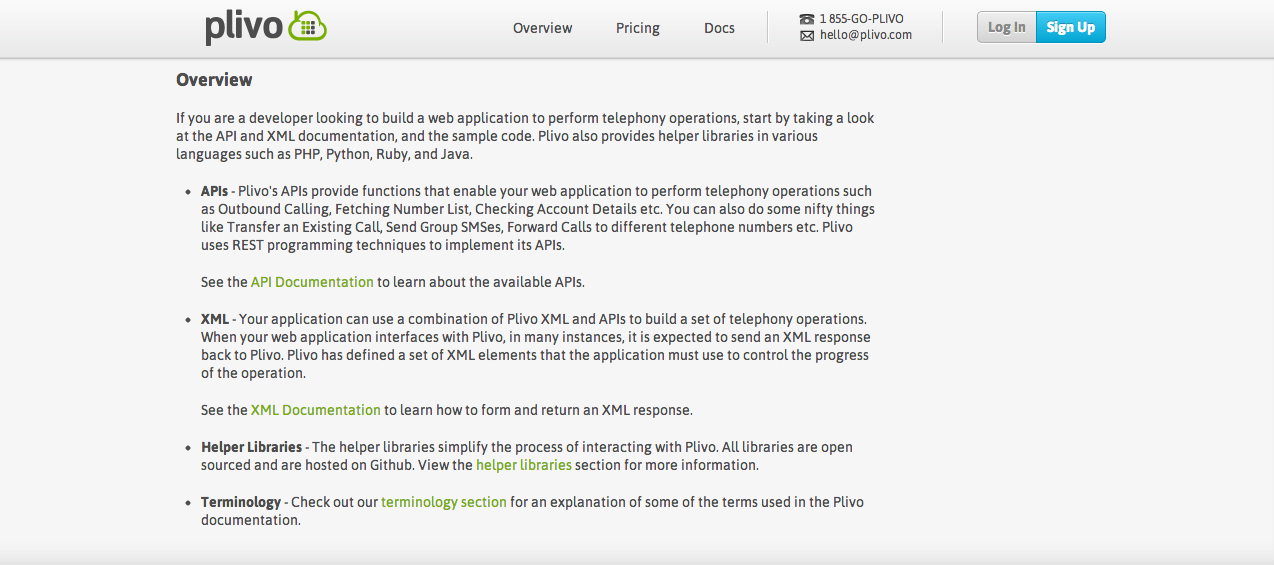 plivo
Overview Pricing Docs
1 855-GO-PLIVO
hello@plivo.com
Log In Sign Up
Overview
If you are a developer looking to build a web application to perform telephony operations, start by taking a look
at the API and XML documentation, and the sample code. Plivo also provides helper libraries in various
languages such as PHP, Python, Ruby, and Java.
• APIs - Plivo's APIs provide functions that enable your web application to perform telephony operations such
as Outbound Calling, Fetching Number List, Checking Account Details etc. You can also do some nifty things
like Transfer an Existing Call, Send Group SMSes, Forward Calls to different telephone numbers etc. Plivo
uses REST programming techniques to implement its APIs.
See the API Documentation to learn about the available APIs.
• XML - Your application can use a combination of Plivo XML and APIs to build a set of telephony operations.
When your web application interfaces with Plivo, in many instances, it is expected to send an XML response
back to Plivo. Plivo has defined a set of XML elements that the application must use to control the progress
of the operation.
See the XML Documentation to learn how to form and return an XML response.
• Helper Libraries - The helper libraries simplify the process of interacting with Plivo. All libraries are open
sourced and are hosted on Github. View the helper libraries section for more information.
• Terminology - Check out our terminology section for an explanation of some of the terms used in the Plivo
documentation.